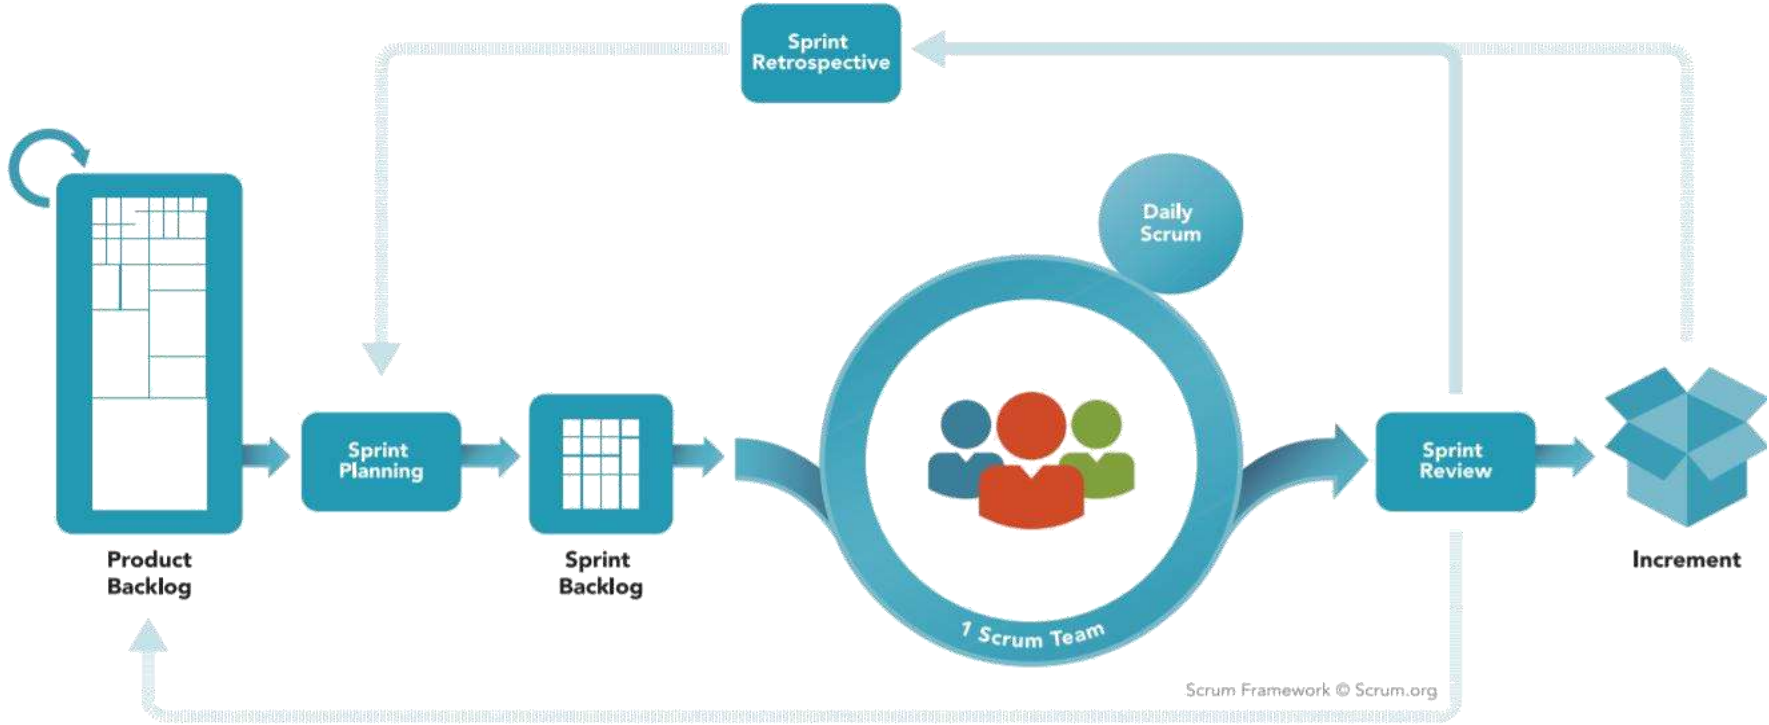 Sprint
Retrospective
Daily
Scrum
Sprint
Planning
Sprint
Review
Product
Backlog
Sprint
Backlog
1 Scrum Team
Increment
Scrum Framework © Scrum.org